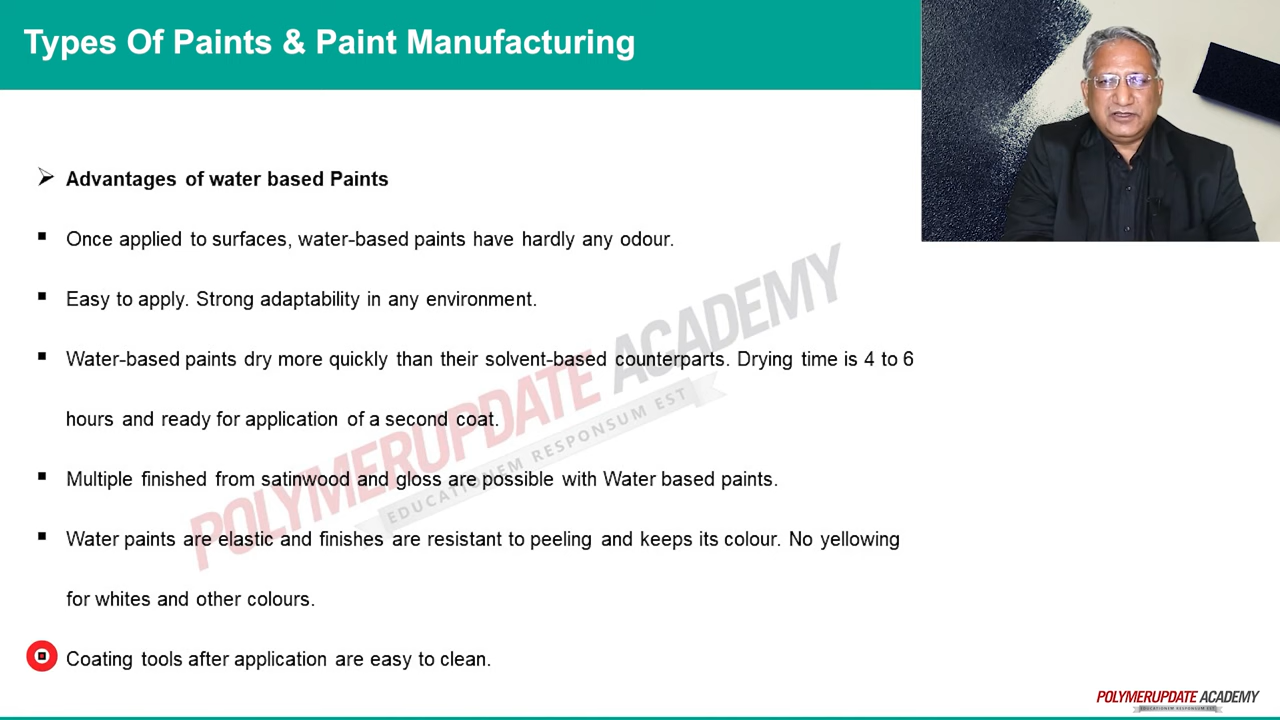 Types Of Paints & Paint Manufacturing
Advantages of water based Paints
Once applied to surfaces, water-based paints have hardly any odour.
Easy to apply. Strong adaptability in any environment.
Water-based paints dry more quickly than their solvent-based counterparts. Drying time is 4 to 6
hours and ready for application of a second coat.
Multiple finished from satinwood and gloss are possible with Water based paints.
Water paints are elastic and finishes are resistant to peeling and keeps its colour. No yellowing
for whites and other colours.
Coating tools after application are easy to clean.
POLYMERUPDATE ACADEMY
EDUCATIONEM RESPONSUM EST
POLYMERUPDATE ACADEMY
EDUCATIONEM RESPONSUM EST